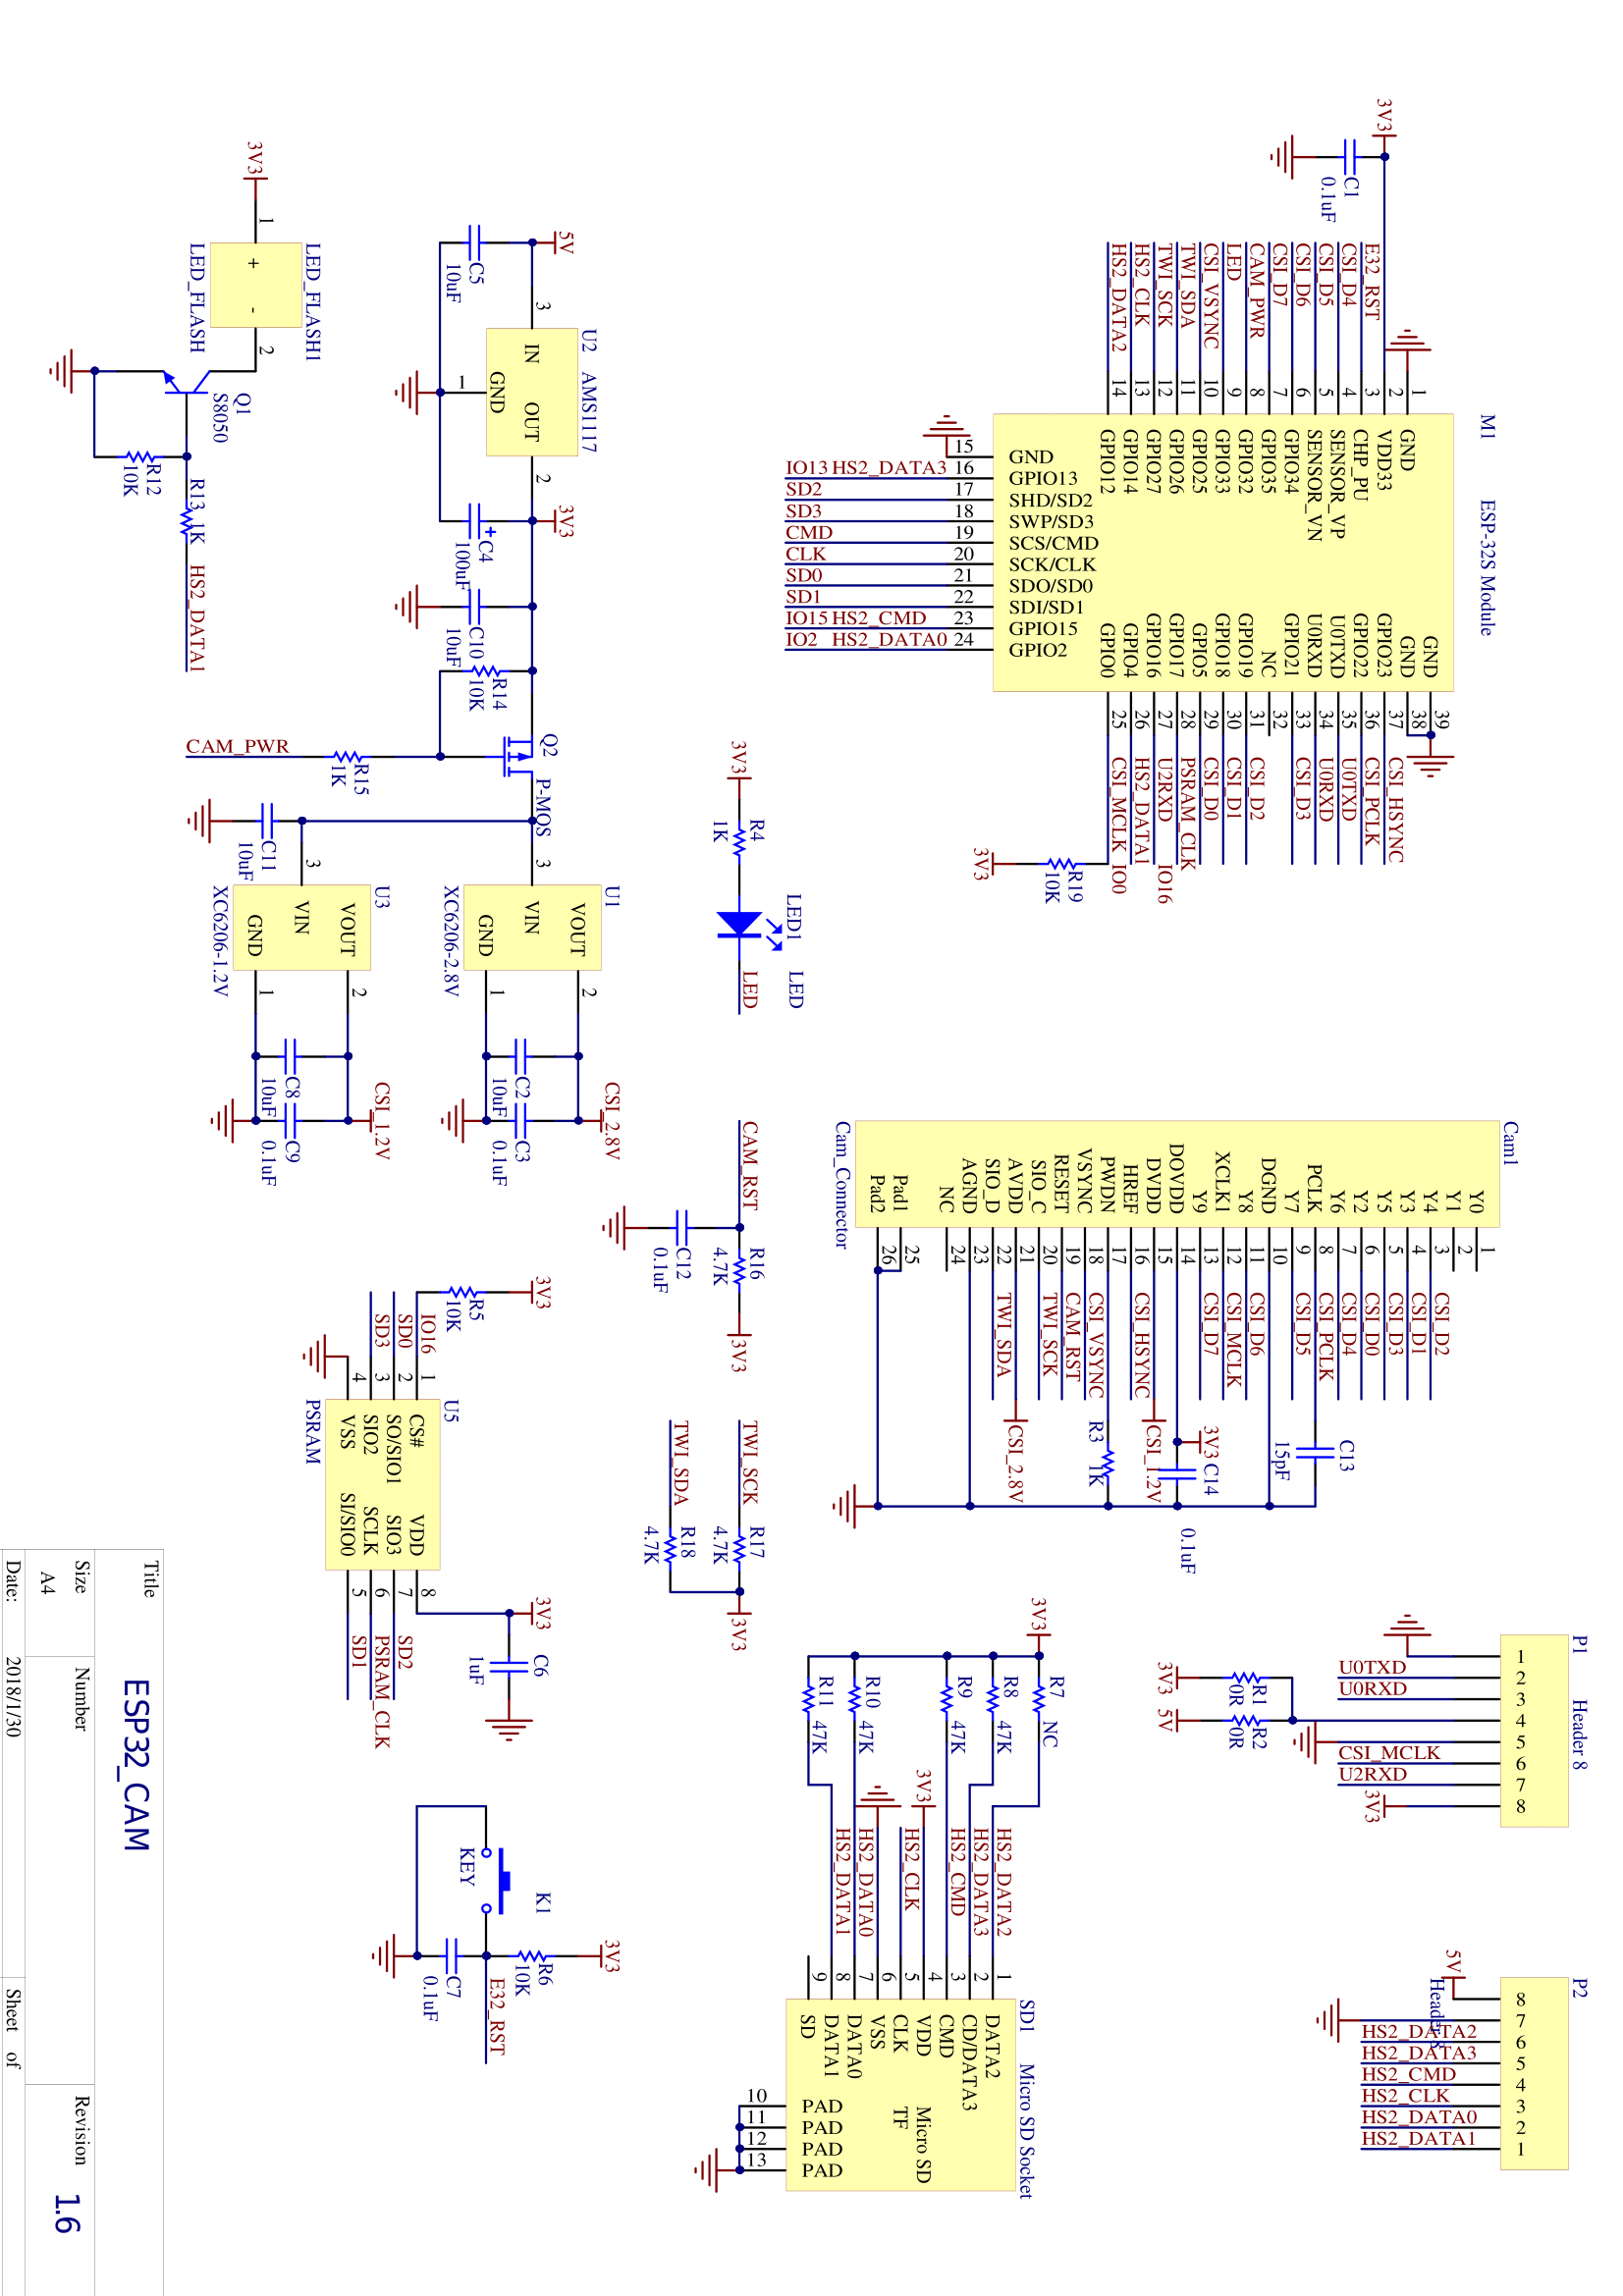 M1 ESP-32S Module
3V3
C1
0.1uF
E32_RST
CSI_D4
CSI_D5
CSI_D6
CSI_D7
CAM_PWR
LED
CSI_VSYNC
TWI_SDA
TWI_SCK
HS2_CLK
HS2_DATA2
1 GND
2 VDD33
3 CHP_PU
4 SENSOR_VP
5 SENSOR_VN
6 GPIO34
7 GPIO35
8 GPIO32
9 GPIO33
10 GPIO25
11 GPIO26
12 GPIO27
13 GPIO14
14 GPIO12
15 GND
IO13 HS2_DATA3 16 GPIO13
SD2 17 SHD/SD2
SD3 18 SWP/SD3
CMD 19 SCS/CMD
CLK 20 SCK/CLK
SD0 21 SDO/SD0
SD1 22 SDI/SD1
IO15 HS2_CMD 23 GPIO15
IO2 HS2_DATA0 24 GPIO2
GND 39
GND 38
GPIO23 37 CSI_HSYNC
GPIO22 36 CSI_PCLK
U0TXD 35 U0TXD
U0RXD 34 U0RXD
GPIO21 33 CSI_D3
NC 32
GPIO19 31 CSI_D2
GPIO18 30 CSI_D1
GPIO5 29 CSI_D0
GPIO17 28 PSRAM_CLK
GPIO16 27 U2RXD IO16
GPIO4 26 HS2_DATA1
GPIO0 25 CSI_MCLK IO0
R19
10K
3V3
Cam1
Y0 1
Y1 2
Y4 3 CSI_D2
Y3 4 CSI_D1
Y5 5 CSI_D3
Y2 6 CSI_D0
Y6 7 CSI_D4
PCLK 8 CSI_PCLK
Y7 9 CSI_D5
DGND 10
Y8 11 CSI_D6
XCLK1 12 CSI_MCLK
Y9 13 CSI_D7
DOVDD 14
DVDD 15
HREF 16 CSI_HSYNC
PWDN 17
VSYNC 18 CSI_VSYNC
RESET 19 CAM_RST
SIO_C 20 TWI_SCK
AVDD 21
SIO_D 22 TWI_SDA
AGND 23
NC 24
Pad1 25
Pad2 26
Cam_Connector
C13
15pF
3V3
C14
0.1uF
CSI_1.2V
R3
1K
CSI_2.8V
P1 Header 8
1
U0TXD 2
U0RXD 3
4
5
CSI_MCLK 6
U2RXD 7
3V3 8
3V3 R1
0R
5V R2
0R
P2
Header 8
5V 8
7
HS2_DATA2 6
HS2_DATA3 5
HS2_CMD 4
HS2_CLK 3
HS2_DATA0 2
HS2_DATA1 1
3V3
R7 NC
R8 47K
R9 47K
R10 47K
R11 47K
SD1 Micro SD Socket
HS2_DATA2 1 DATA2
HS2_DATA3 2 CD/DATA3
HS2_CMD 3 CMD
3V3 4 VDD
HS2_CLK 5 CLK
6 VSS
HS2_DATA0 7 DATA0
HS2_DATA1 8 DATA1
9 SD
Micro SD
TF
10 PAD
11 PAD
12 PAD
13 PAD
3V3
R4
1K
LED1 LED
LED
CAM_RST
R16
4.7K
3V3
C12
0.1uF
TWI_SCK
R17
4.7K
TWI_SDA
R18
4.7K
3V3
5V
C5
10uF
U2 AMS1117
3 IN
OUT 2
GND 1
3V3
C4
+
100uF
C10
10uF
R14
10K
Q2
P-MOS
CAM_PWR
R15
1K
C11
10uF
U1
3 VIN
VOUT 2
GND 1
XC6206-2.8V
C2
10uF
C3
0.1uF
CSI_2.8V
U3
3 VIN
VOUT 2
GND 1
XC6206-1.2V
C8
10uF
C9
0.1uF
CSI_1.2V
3V3
R5
10K
IO16
SD0
SD3
U5
1 CS#
2 SO/SIO1
3 SIO2
4 VSS
VDD 8
SIO3 7 SD2
SCLK 6 PSRAM_CLK
SI/SIO0 5 SD1
PSRAM
3V3
C6
1uF
K1
KEY
3V3
R6
10K
C7
0.1uF
E32_RST
LED_FLASH1
3V3 1 + - 2
LED_FLASH
Q1
S8050
R12
10K
R13 1K
HS2_DATA1
Title
ESP32_CAM
Size
A4
Number
Revision
1.6
Date: 2018/1/30
Sheet of